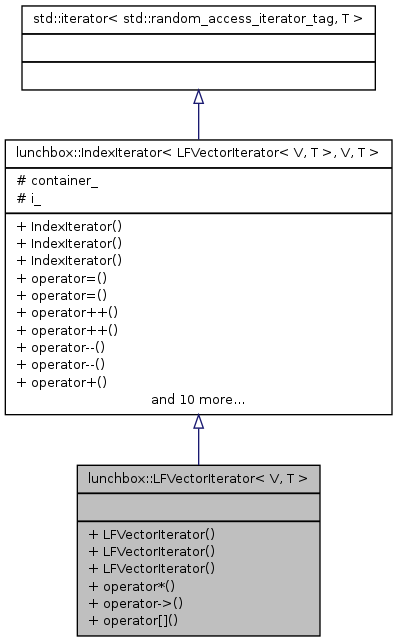 std::iterator< std::random_access_iterator_tag, T >
lunchbox::IndexIterator< LFVectorIterator< V, T >, V, T >
# container_
# i_
+ IndexIterator()
+ IndexIterator()
+ IndexIterator()
+ operator=()
+ operator=()
+ operator++()
+ operator++()
+ operator--()
+ operator--()
+ operator+()
and 10 more...
lunchbox::LFVectorIterator< V, T >
+ LFVectorIterator()
+ LFVectorIterator()
+ LFVectorIterator()
+ operator*()
+ operator->()
+ operator[]()